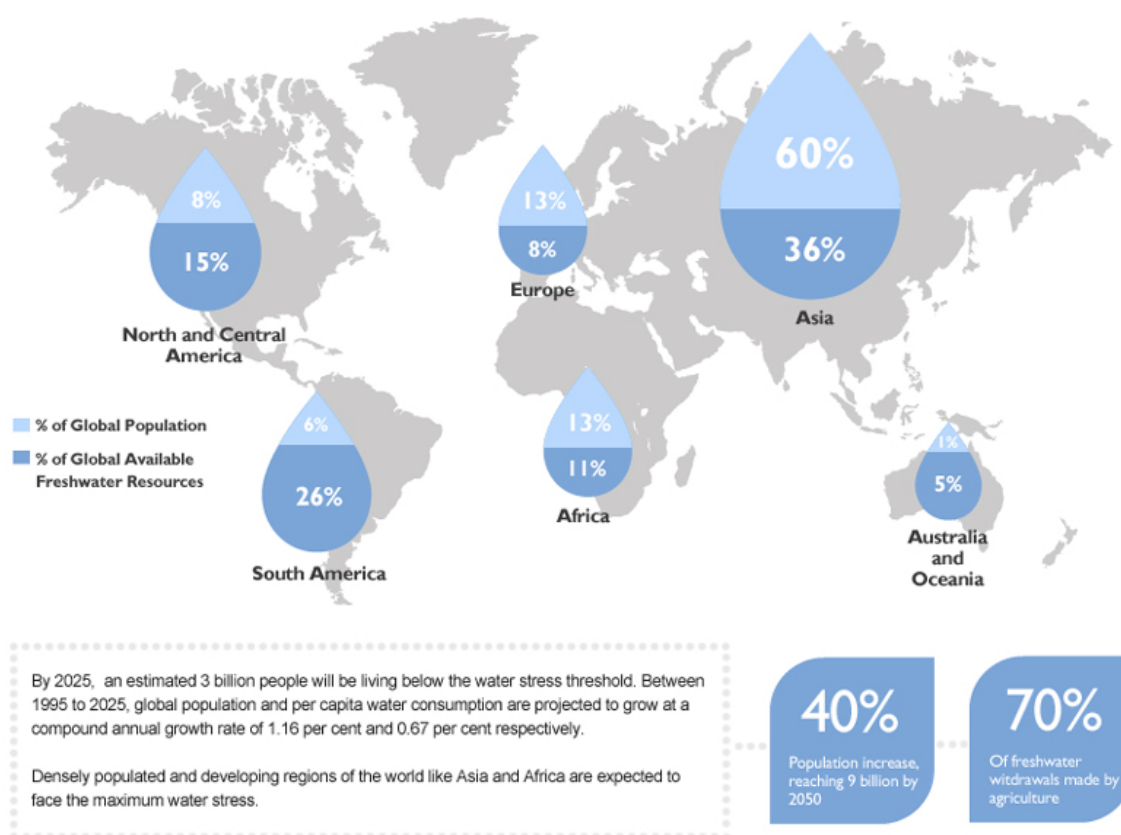 60%
36%
Asia
13%
8%
Europe
8%
15%
North and Central
America
% of Global Population
% of Global Available
Freshwater Resources
6%
26%
South America
13%
11%
Africa
1%
5%
Australia
and
Oceania
By 2025, an estimated 3 billion people will be living below the water stress threshold. Between
1995 to 2025, global population and per capita water consumption are projected to grow at a
compound annual growth rate of 1.16 per cent and 0.67 per cent respectively.
Densely populated and developing regions of the world like Asia and Africa are expected to
face the maximum water stress.
40%
Population increase,
reaching 9 billion by
2050
70%
Of freshwater
witdrawals made by
agriculture